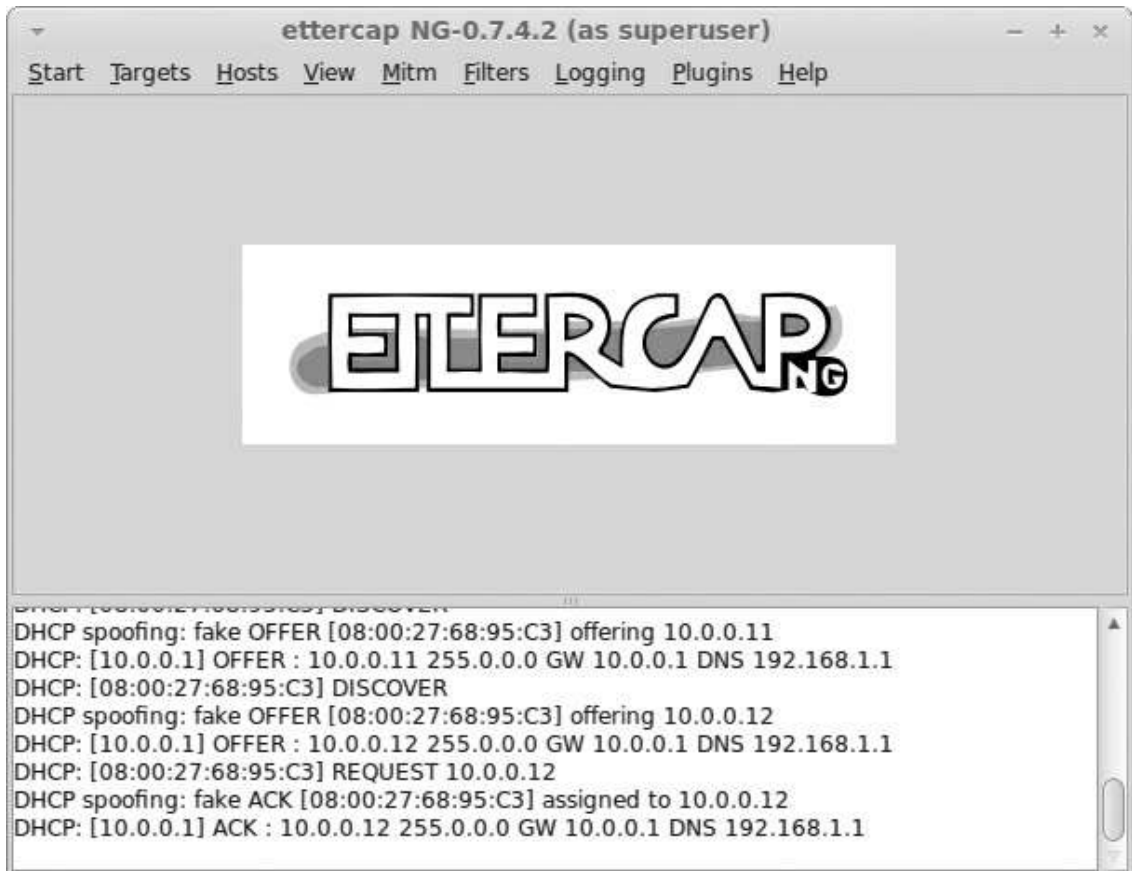 ettercap NG-0.7.4.2 (as superuser)
Start Targets Hosts View Mitm Filters Logging Plugins Help
ETTERCAP
NG
DHCP: [08:00:27:68:95:C3] DISCOVER
DHCP spoofing: fake OFFER [08:00:27:68:95:C3] offering 10.0.0.11
DHCP: [10.0.0.1] OFFER : 10.0.0.11 255.0.0.0 GW 10.0.0.1 DNS 192.168.1.1
DHCP: [08:00:27:68:95:C3] DISCOVER
DHCP spoofing: fake OFFER [08:00:27:68:95:C3] offering 10.0.0.12
DHCP: [10.0.0.1] OFFER : 10.0.0.12 255.0.0.0 GW 10.0.0.1 DNS 192.168.1.1
DHCP: [08:00:27:68:95:C3] REQUEST 10.0.0.12
DHCP spoofing: fake ACK [08:00:27:68:95:C3] assigned to 10.0.0.12
DHCP: [10.0.0.1] ACK : 10.0.0.12 255.0.0.0 GW 10.0.0.1 DNS 192.168.1.1